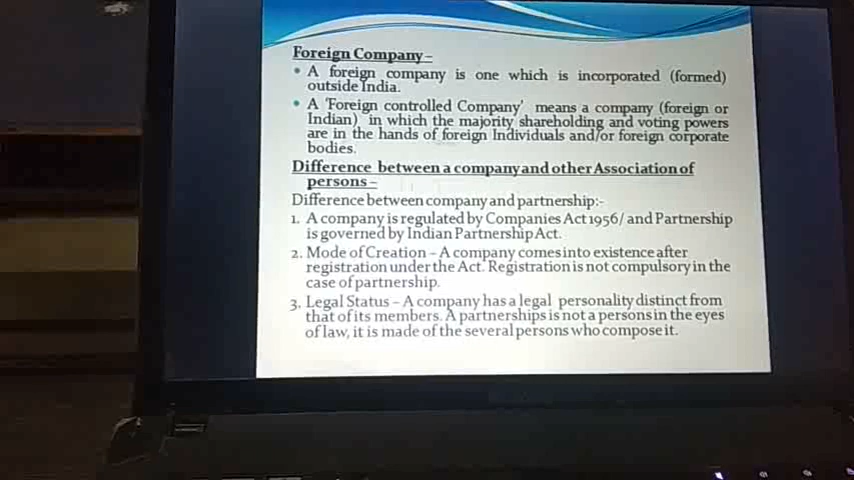 Foreign Company –
• A foreign company is one which is incorporated (formed)
outside India.
• A 'Foreign controlled Company' means a company (foreign or
Indian) in which the majority shareholding and voting powers
are in the hands of foreign Individuals and/or foreign corporate
bodies.
Difference between a company and other Association of
persons –
Difference between company and partnership:-
1. A company is regulated by Companies Act 1956/ and Partnership
is governed by Indian Partnership Act.
2. Mode of Creation – A company comes into existence after
registration under the Act. Registration is not compulsory in the
case of partnership.
3. Legal Status – A company has a legal personality distinct from
that of its members. A partnerships is not a persons in the eyes
of law, it is made of the several persons who compose it.